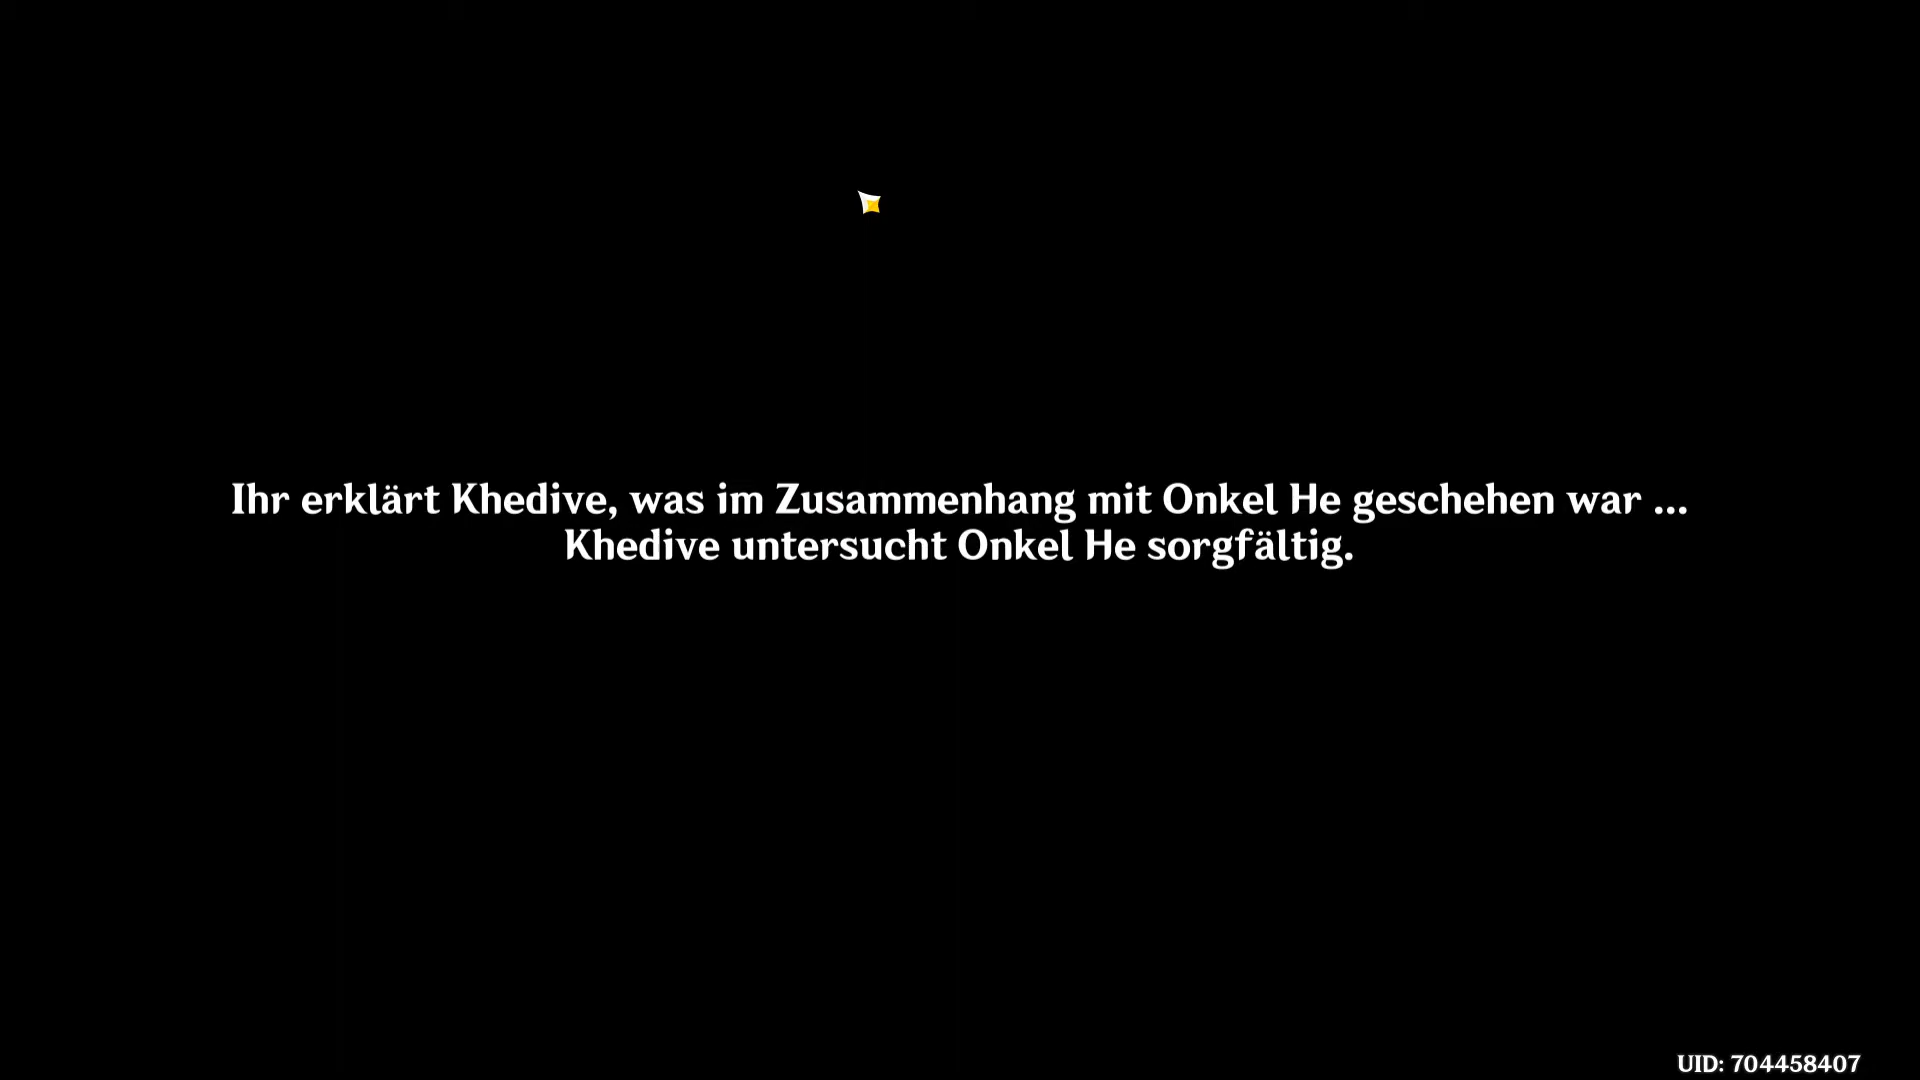 Ihr erklärt Khedive, was im Zusammenhang mit Onkel He geschehen war ...
Khedive untersucht Onkel He sorgfältig.
UID: 704458407